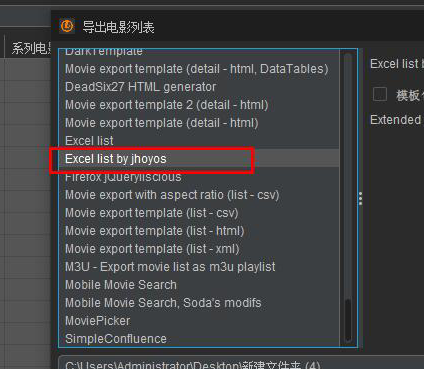 导出电影列表
系列电影
DarkTemplate
Movie export template (detail - html, DataTables)
DeadSix27 HTML generator
Movie export template 2 (detail - html)
Movie export template (detail - html)
Excel list
Excel list by jhoyos
Firefox jQueryliscious
Movie export with aspect ratio (list - csv)
Movie export template (list - csv)
Movie export template (list - html)
Movie export template (list - xml)
M3U - Export movie list as m3u playlist
Mobile Movie Search
Mobile Movie Search, Soda's modifs
MoviePicker
SimpleConfluence
Excel list b
模板
Extended
C:\Users\Administrator\Desktop\新建文件夹 (4)